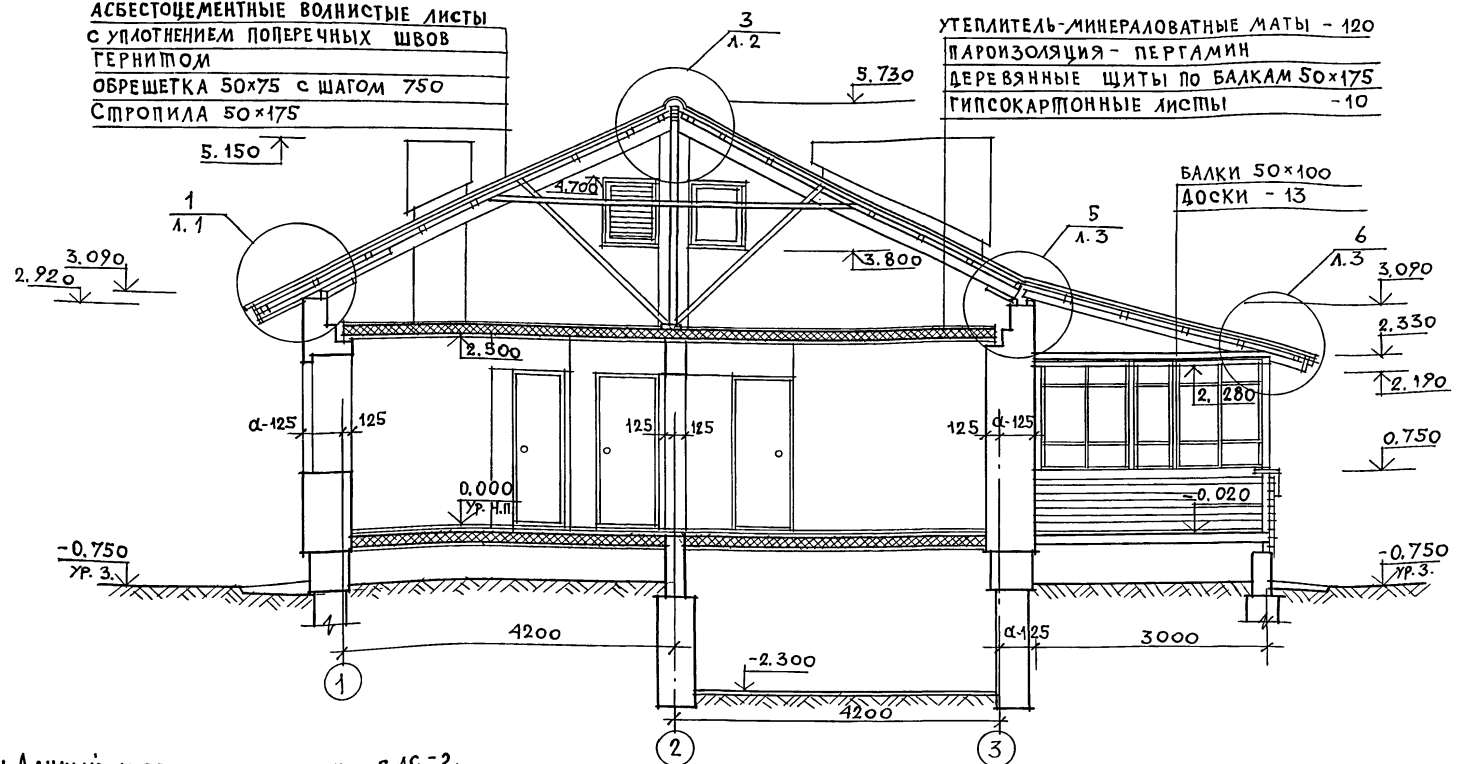 АСБЕСТОЦЕМЕНТНЫЕ ВОЛНИСТЫЕ ЛИСТЫ
С УПЛОТНЕНИЕМ ПОПЕРЕЧНЫХ ШВОВ
ГЕРНИТОМ
ОБРЕШЕТКА 50×75 С ШАГОМ 750
СТРОПИЛА 50×175
3
Л. 2
УТЕПЛИТЕЛЬ-МИНЕРАЛОВАТНЫЕ МАТЫ - 120
ПАРОИЗОЛЯЦИЯ - ПЕРГАМИН
ДЕРЕВЯННЫЕ ЩИТЫ ПО БАЛКАМ 50×175
ГИПСОКАРТОННЫЕ ЛИСТЫ -10
5.730
5.150
4.700
БАЛКИ 50×100
ДОСКИ - 13
1
Л. 1
5
Л. 3
6
Л.3
3.800
3.090
2.920
3.090
2.330
2.190
2.500
2.280
α-125
125
125
125
125
α-125
0.750
0.000
УР. Ч.П.
-0.020
-0.750
УР. З.
-0.750
УР. З.
4200
α-125
3000
-2.300
4200
1
2
3